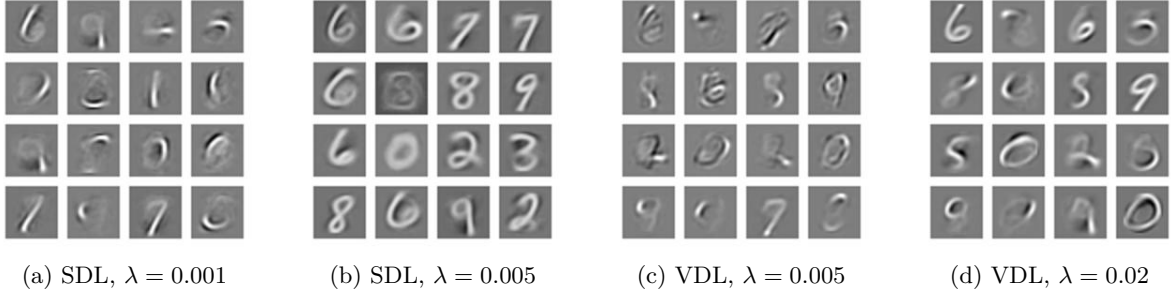 (a) SDL, λ = 0.001
(b) SDL, λ = 0.005
(c) VDL, λ = 0.005
(d) VDL, λ = 0.02